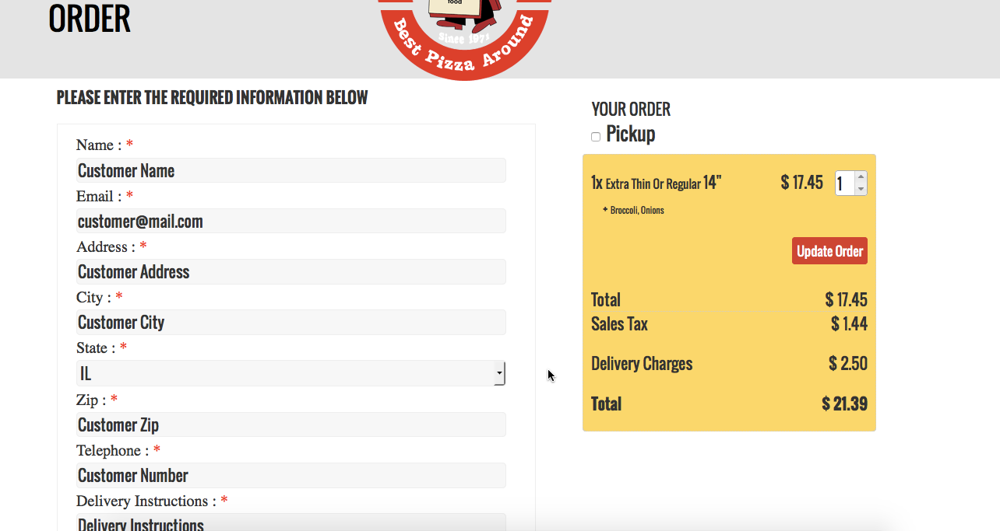 ORDER
food
Since 1971
Best Pizza Around
PLEASE ENTER THE REQUIRED INFORMATION BELOW
Name : *
Customer Name
Email : *
customer@mail.com
Address : *
Customer Address
City : *
Customer City
State : *
IL
Zip : *
Customer Zip
Telephone : *
Customer Number
Delivery Instructions : *
Delivery Instructions
YOUR ORDER
Pickup
1x Extra Thin Or Regular 14" $ 17.45 1
+ Broccoli, Onions
Update Order
Total $ 17.45
Sales Tax $ 1.44
Delivery Charges $ 2.50
Total $ 21.39